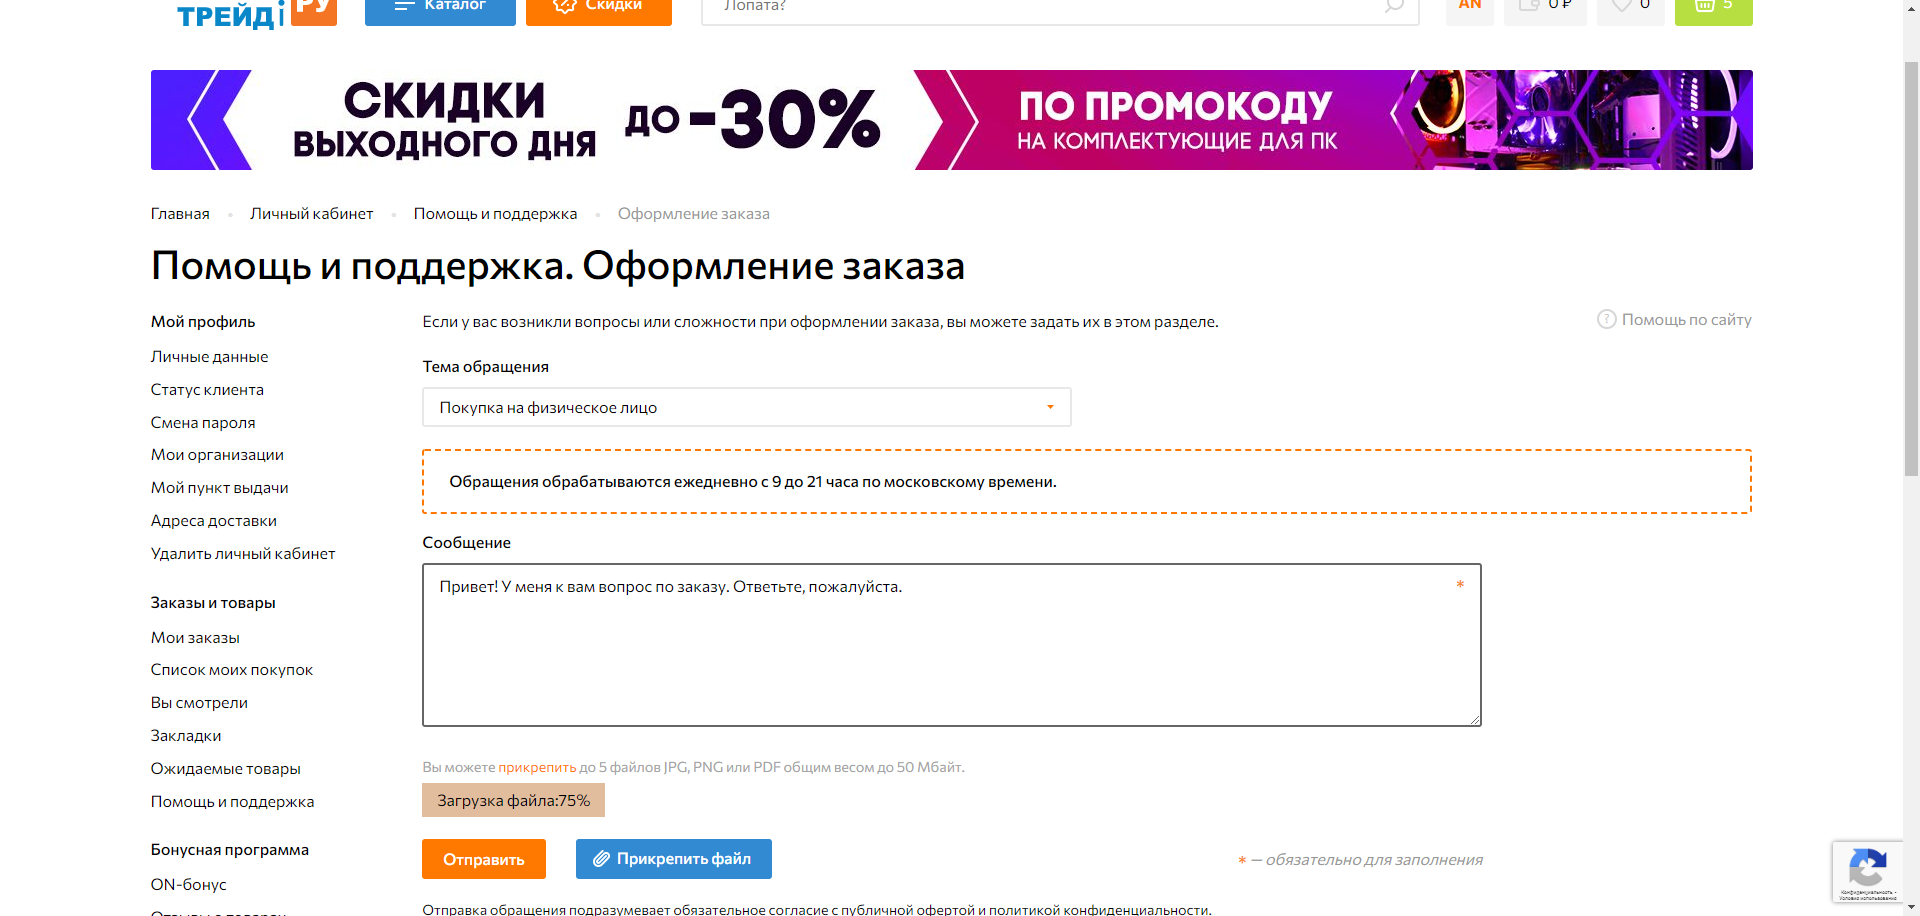 ТРЕЙД РУ
Каталог
Скидки
Лопата?
AN
0 ₽
0
5
СКИДКИ
ВЫХОДНОГО ДНЯ
ДО -30%
ПО ПРОМОКОДУ
НА КОМПЛЕКТУЮЩИЕ ДЛЯ ПК
Главная • Личный кабинет • Помощь и поддержка • Оформление заказа
Помощь и поддержка. Оформление заказа
Мой профиль
Личные данные
Статус клиента
Смена пароля
Мои организации
Мой пункт выдачи
Адреса доставки
Удалить личный кабинет
Заказы и товары
Мои заказы
Список моих покупок
Вы смотрели
Закладки
Ожидаемые товары
Помощь и поддержка
Бонусная программа
ON-бонус
Если у вас возникли вопросы или сложности при оформлении заказа, вы можете задать их в этом разделе.
? Помощь по сайту
Тема обращения
Покупка на физическое лицо
Обращения обрабатываются ежедневно с 9 до 21 часа по московскому времени.
Сообщение
Привет! У меня к вам вопрос по заказу. Ответьте, пожалуйста.
*
Вы можете прикрепить до 5 файлов JPG, PNG или PDF общим весом до 50 Мбайт.
Загрузка файла:75%
Отправить
Прикрепить файл
* — обязательно для заполнения
Отправка обращения подразумевает обязательное согласие с публичной офертой и политикой конфиденциальности.
Конфиденциальность -
Условия использования